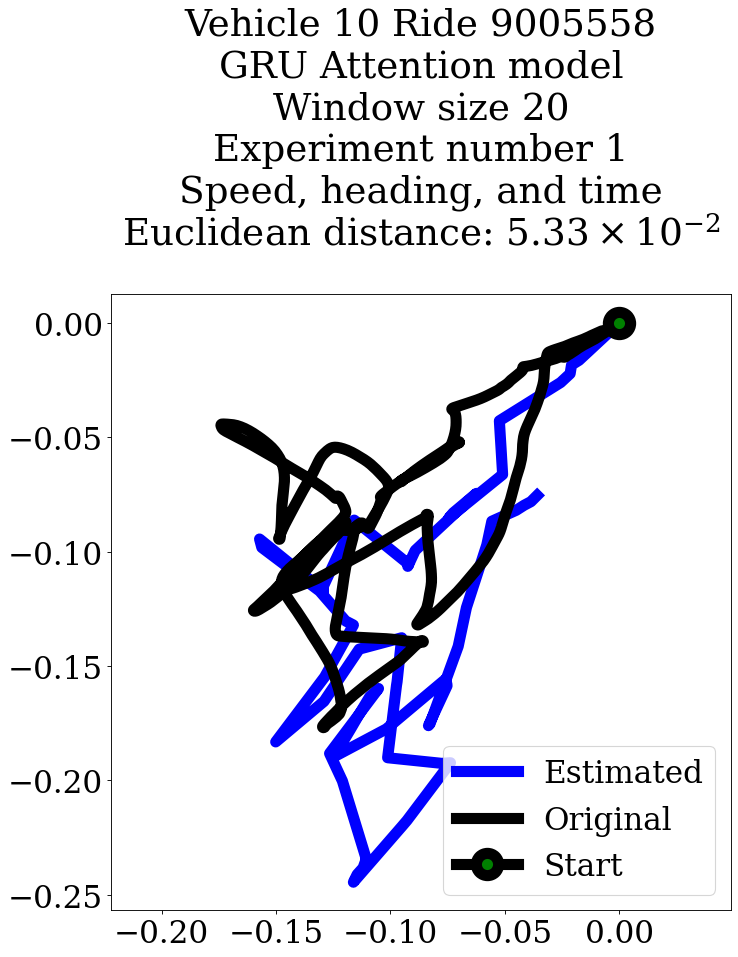 Vehicle 10 Ride 9005558
GRU Attention model
Window size 20
Experiment number 1
Speed, heading, and time
Euclidean distance: 5.33 × 10⁻²
0.00
−0.05
−0.10
−0.15
−0.20
−0.25
Estimated
Original
Start
−0.20 −0.15 −0.10 −0.05 0.00